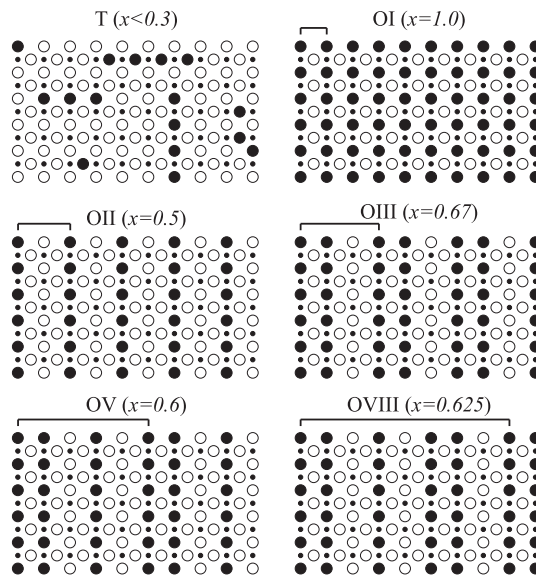 T (x<0.3)
OI (x=1.0)
OII (x=0.5)
OIII (x=0.67)
OV (x=0.6)
OVIII (x=0.625)